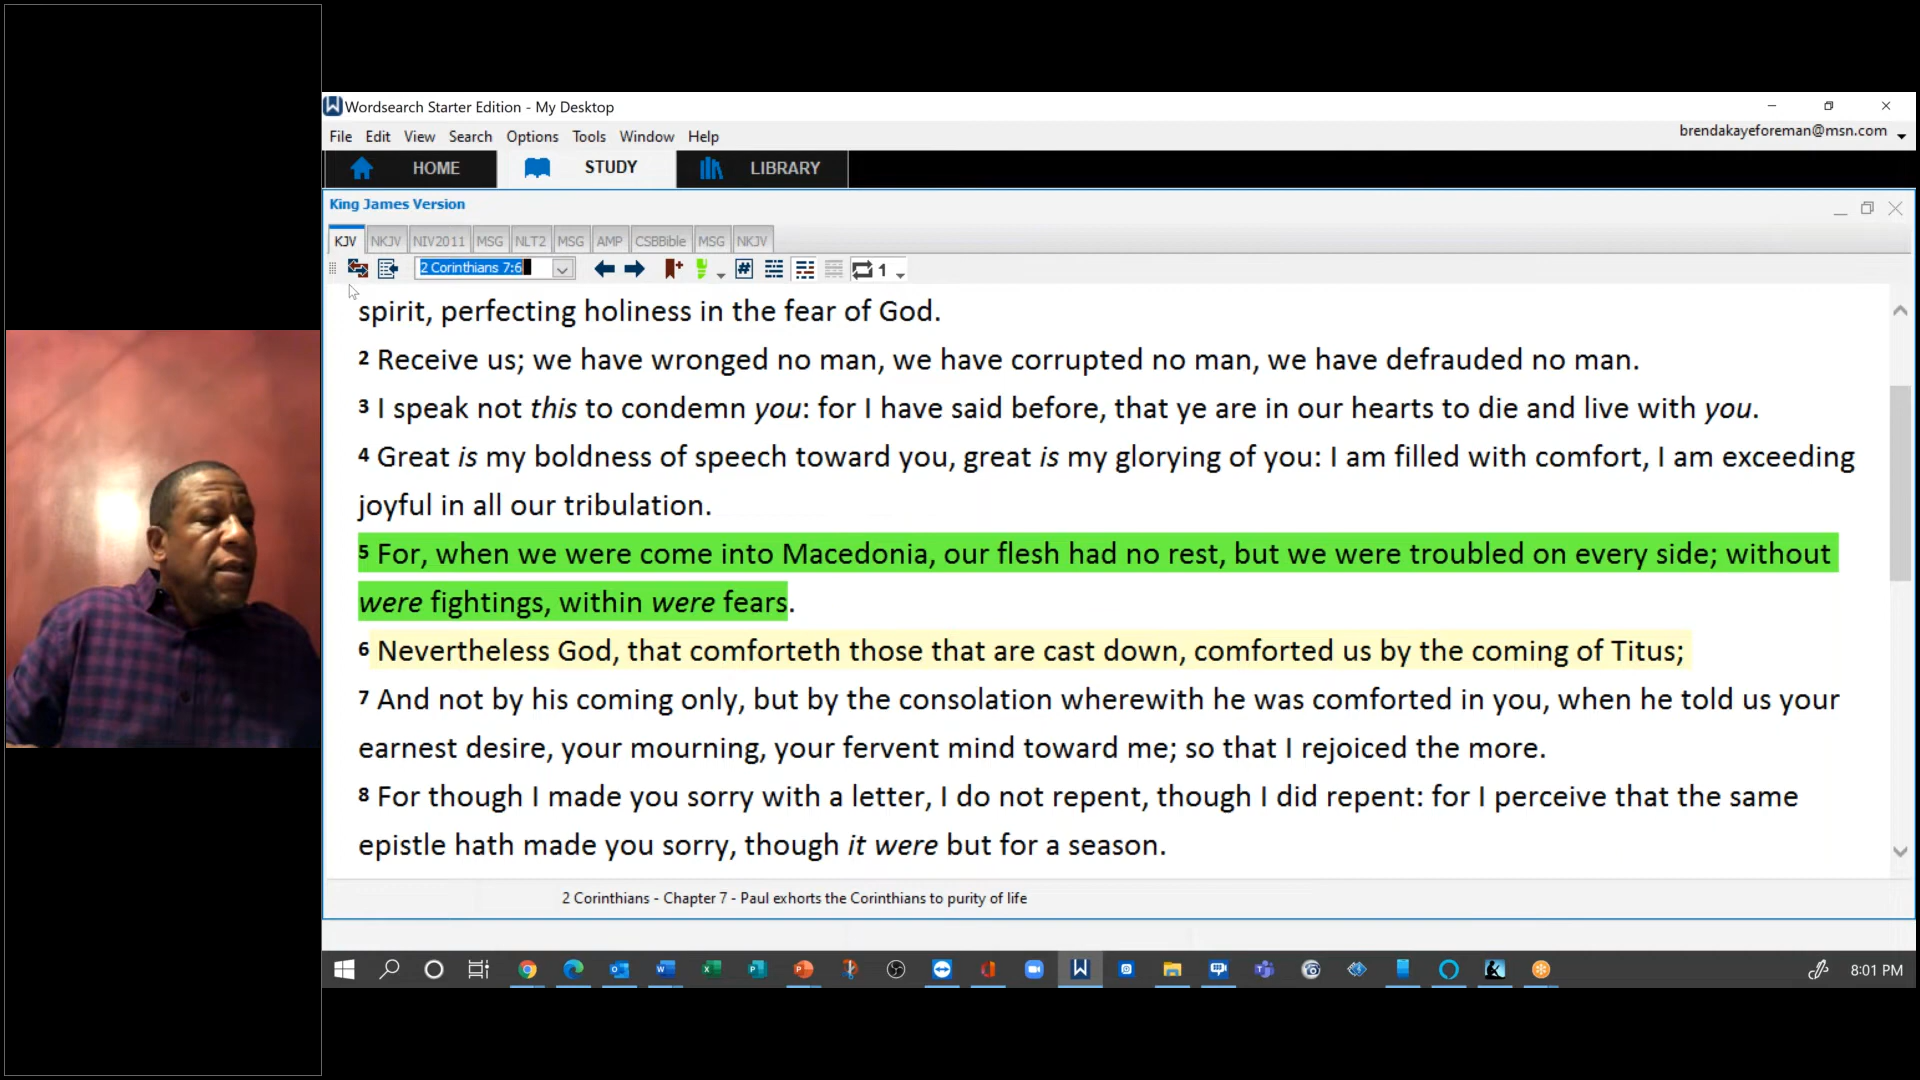 Wordsearch Starter Edition - My Desktop
File Edit View Search Options Tools Window Help
brendakayeforeman@msn.com
HOME STUDY LIBRARY
King James Version
KJV NKJV NIV2011 MSG NLT2 MSG AMP CSBBible MSG NKJV
2 Corinthians 7:6 # 1
spirit, perfecting holiness in the fear of God.
2 Receive us; we have wronged no man, we have corrupted no man, we have defrauded no man.
3 I speak not this to condemn you: for I have said before, that ye are in our hearts to die and live with you.
4 Great is my boldness of speech toward you, great is my glorying of you: I am filled with comfort, I am exceeding
joyful in all our tribulation.
5 For, when we were come into Macedonia, our flesh had no rest, but we were troubled on every side; without
were fightings, within were fears.
6 Nevertheless God, that comforteth those that are cast down, comforted us by the coming of Titus;
7 And not by his coming only, but by the consolation wherewith he was comforted in you, when he told us your
earnest desire, your mourning, your fervent mind toward me; so that I rejoiced the more.
8 For though I made you sorry with a letter, I do not repent, though I did repent: for I perceive that the same
epistle hath made you sorry, though it were but for a season.
2 Corinthians - Chapter 7 - Paul exhorts the Corinthians to purity of life
8:01 PM